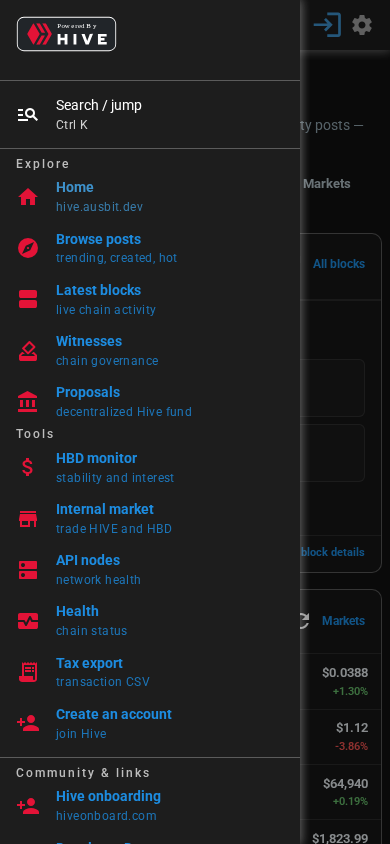 Powered By
HIVE
Search / jump
Ctrl K
Explore
Home
hive.ausbit.dev
Browse posts
trending, created, hot
Latest blocks
live chain activity
Witnesses
chain governance
Proposals
decentralized Hive fund
Tools
HBD monitor
stability and interest
Internal market
trade HIVE and HBD
API nodes
network health
Health
chain status
Tax export
transaction CSV
Create an account
join Hive
Community & links
Hive onboarding
hiveonboard.com
ty posts —
Markets
All blocks
block details
Markets
$0.0388
+1.30%
$1.12
-3.86%
$64,940
+0.19%
$1,823.99